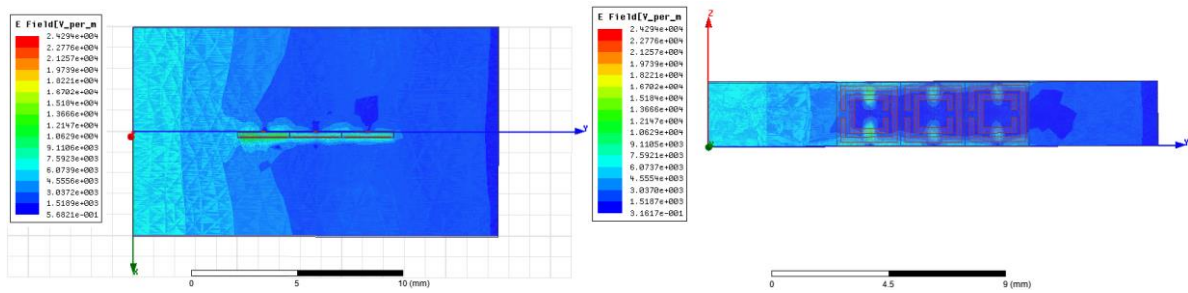 E Field[V_per_m
2.4294e+004
2.2776e+004
2.1257e+004
1.9739e+004
1.8221e+004
1.6702e+004
1.5184e+004
1.3666e+004
1.2147e+004
1.0629e+004
9.1106e+003
7.5923e+003
6.0739e+003
4.5556e+003
3.0372e+003
1.5189e+003
5.6821e-001
Y
X
0
5
10 (mm)
E Field[V_per_m
2.4294e+004
2.2776e+004
2.1257e+004
1.9739e+004
1.8221e+004
1.6702e+004
1.5184e+004
1.3666e+004
1.2147e+004
1.0629e+004
9.1105e+003
7.5921e+003
6.0737e+003
4.5554e+003
3.0370e+003
1.5187e+003
3.1617e-001
Z
Y
0
4.5
9 (mm)